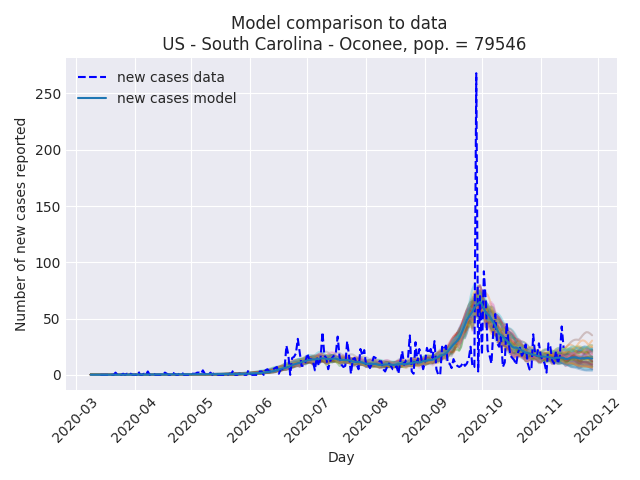 Model comparison to data
US - South Carolina - Oconee, pop. = 79546
new cases data
new cases model
Number of new cases reported
250
200
150
100
50
0
2020-03
2020-04
2020-05
2020-06
2020-07
2020-08
2020-09
2020-10
2020-11
2020-12
Day